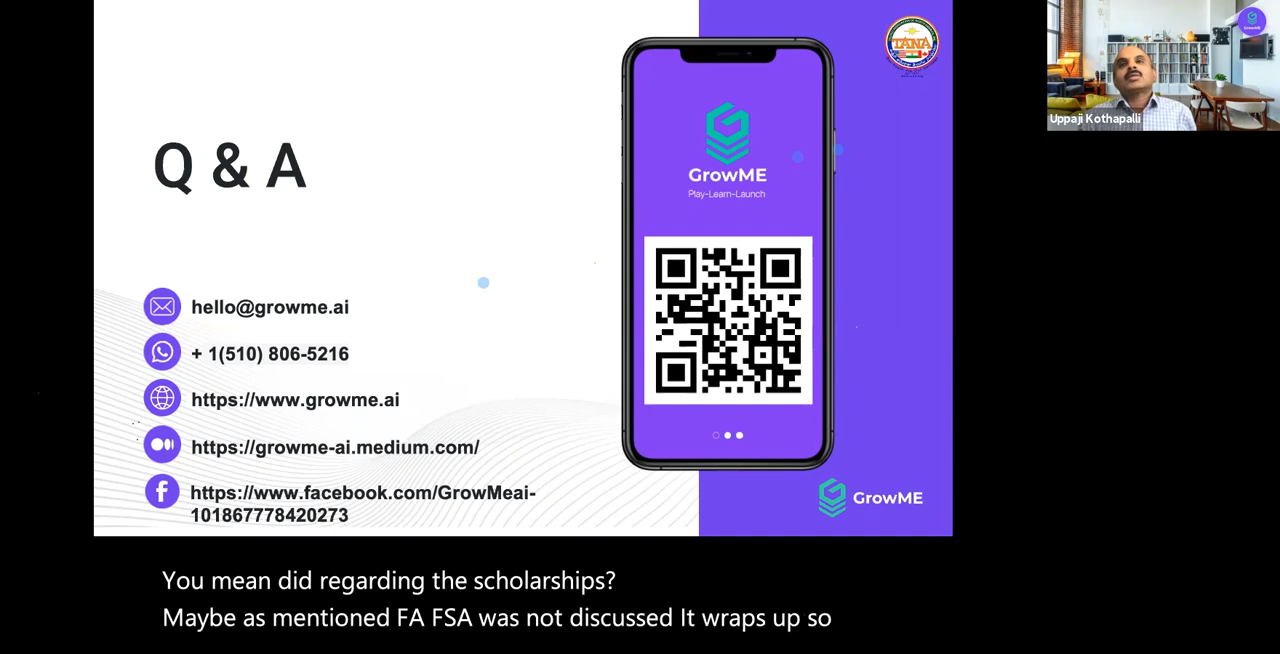 TANA
GrowME
Uppaji Kothapalli
Q & A
GrowME
Play-Learn-Launch
hello@growme.ai
+ 1(510) 806-5216
https://www.growme.ai
https://growme-ai.medium.com/
https://www.facebook.com/GrowMeai-
101867778420273
GrowME
You mean did regarding the scholarships?
Maybe as mentioned FA FSA was not discussed It wraps up so